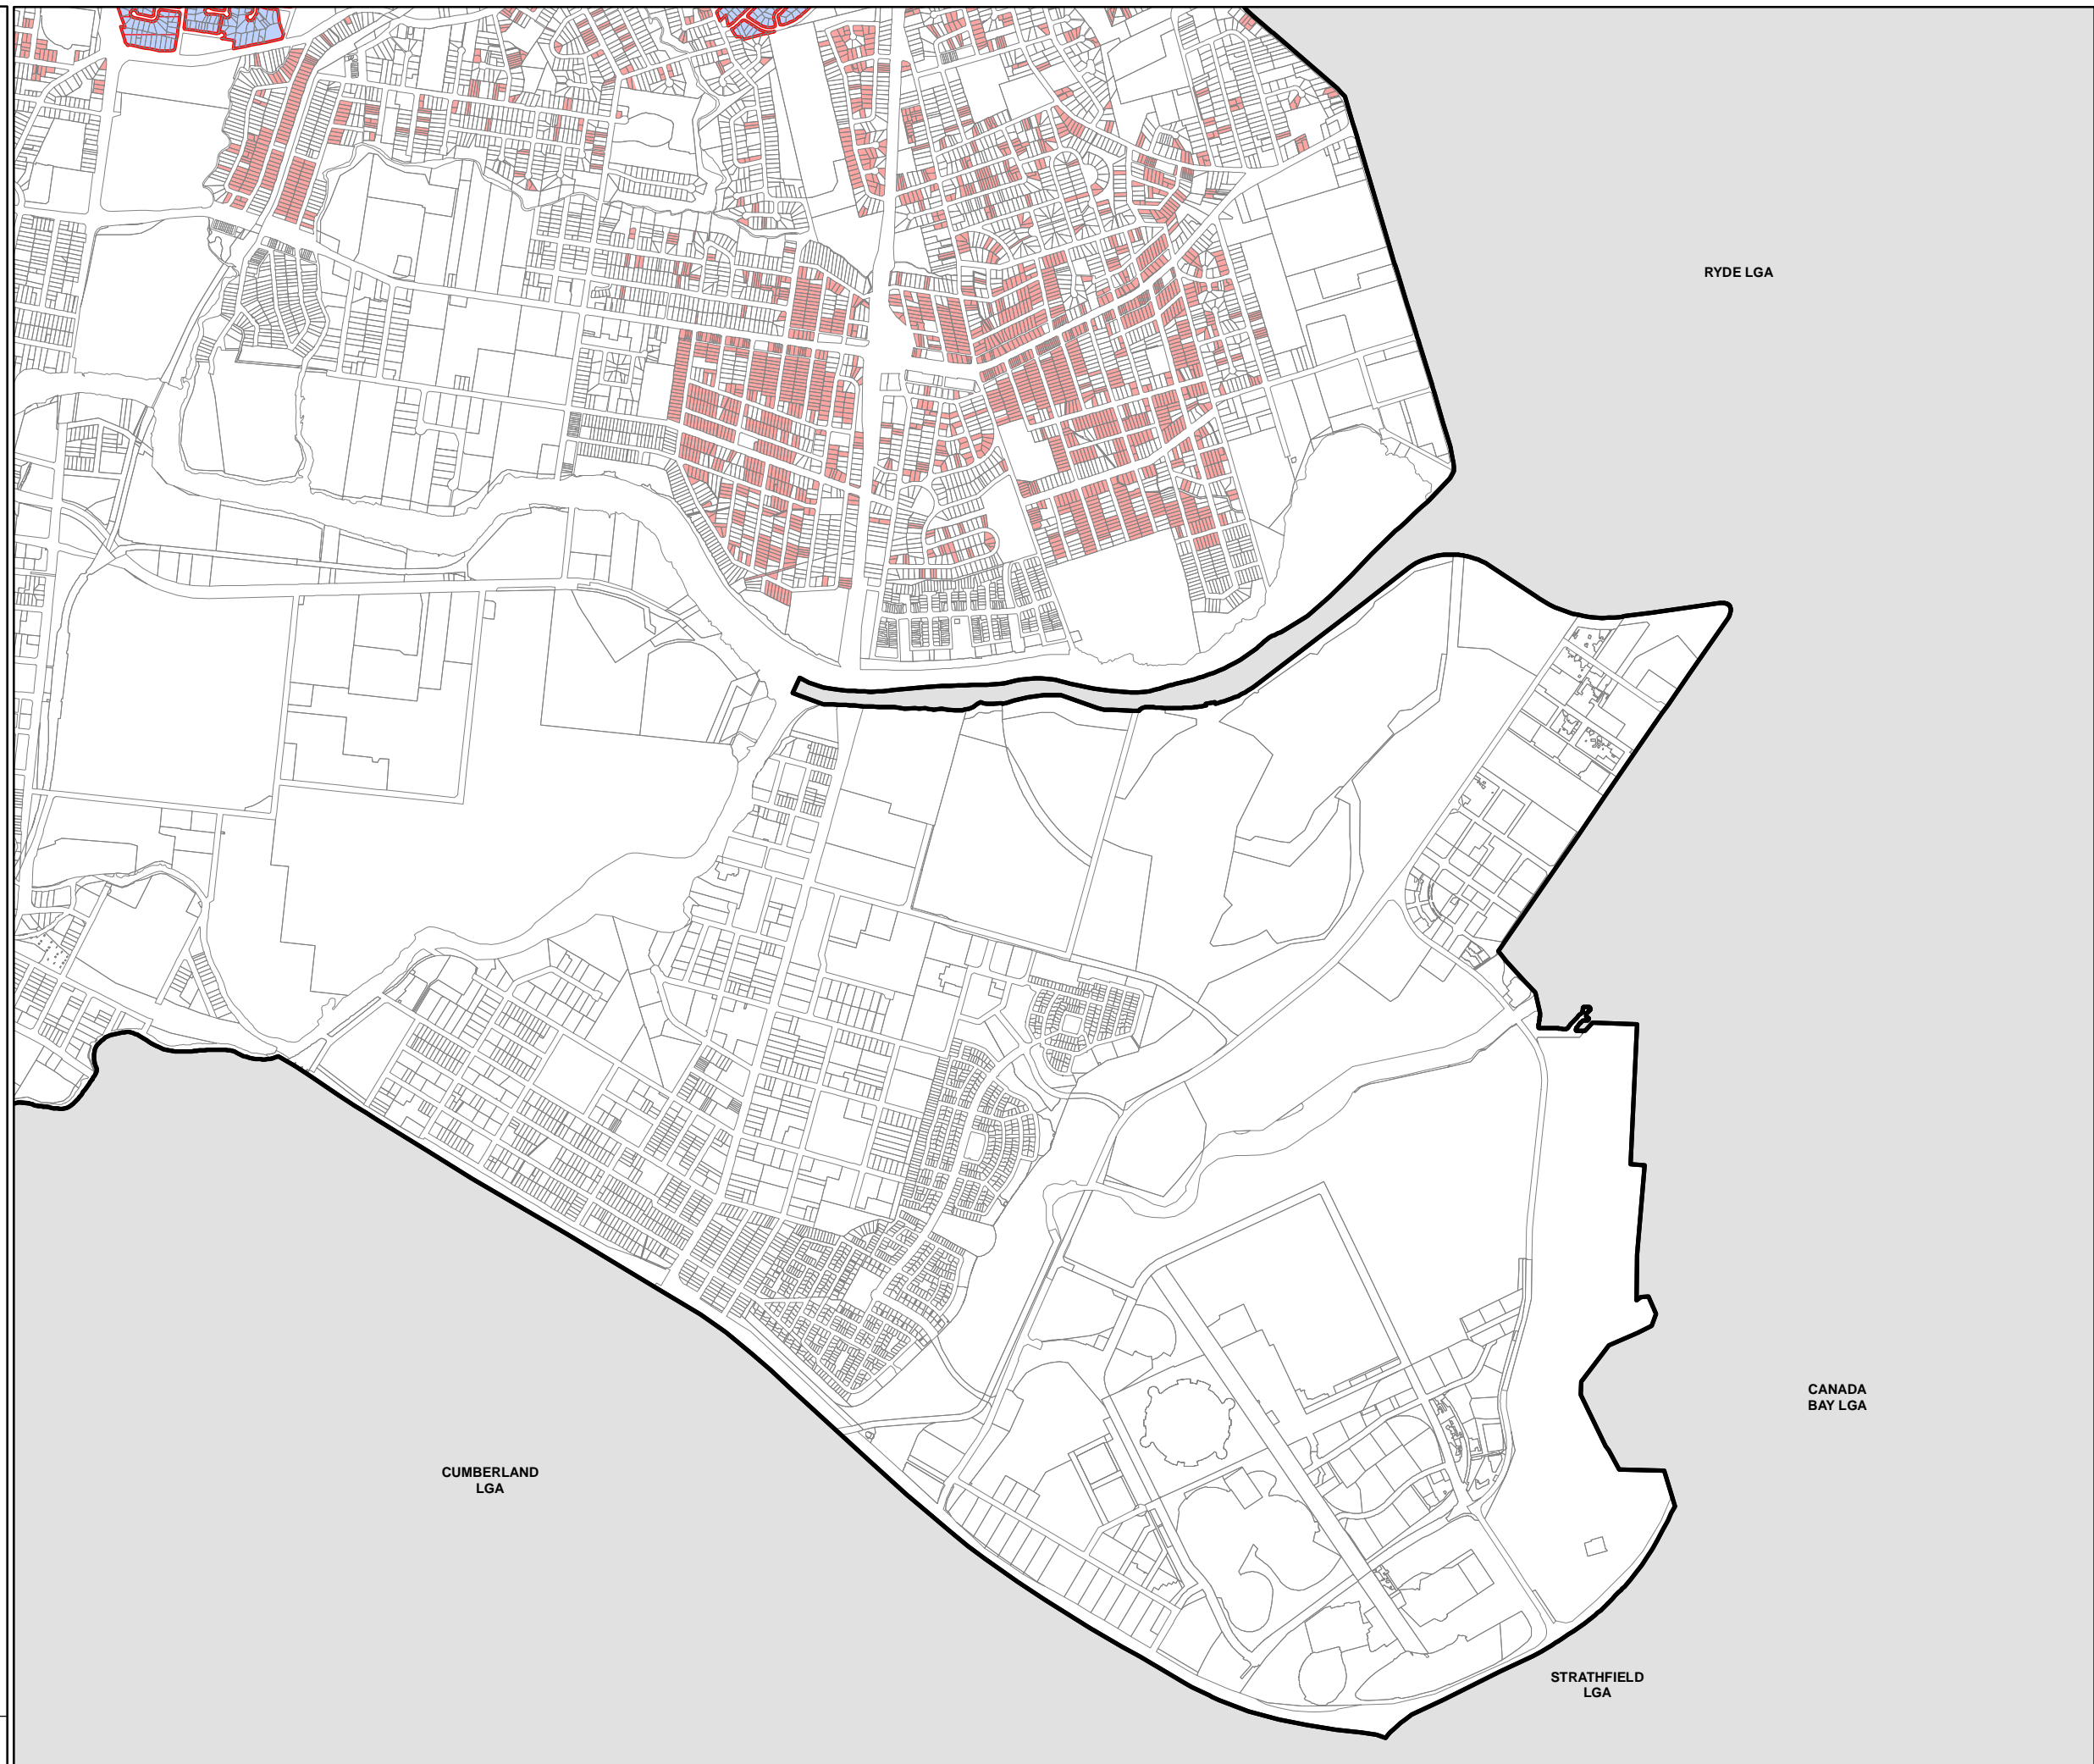 RYDE LGA
CANADA
BAY LGA
CUMBERLAND
LGA
STRATHFIELD
LGA